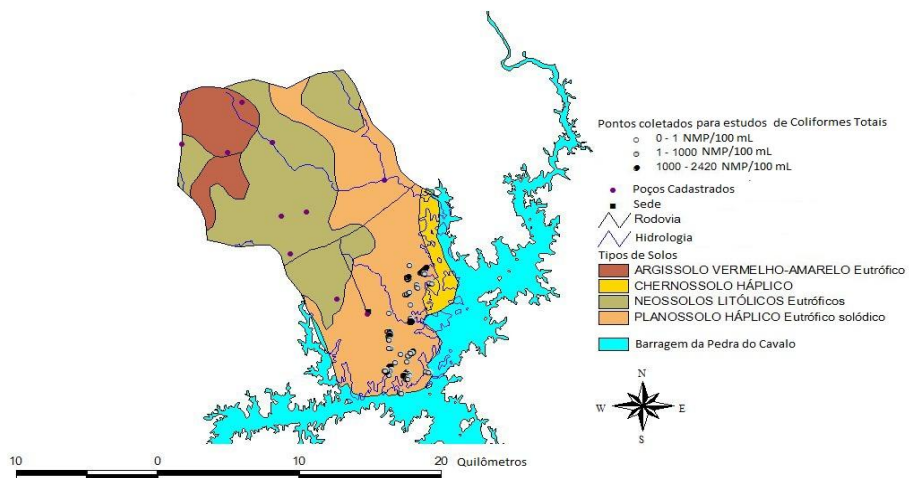 Pontos coletados para estudos de Coliformes Totais
0 - 1 NMP/100 mL
1 - 1000 NMP/100 mL
1000 - 2420 NMP/100 mL
Poços Cadastrados
Sede
Rodovia
Hidrologia
Tipos de Solos
ARGISSOLO VERMELHO-AMARELO Eutrófico
CHERNOSSOLO HÁPLICO
NEOSSOLOS LITÓLICOS Eutróficos
PLANOSSOLO HÁPLICO Eutrófico solódico
Barragem da Pedra do Cavalo
N
W E
S
10 0 10 20 Quilômetros